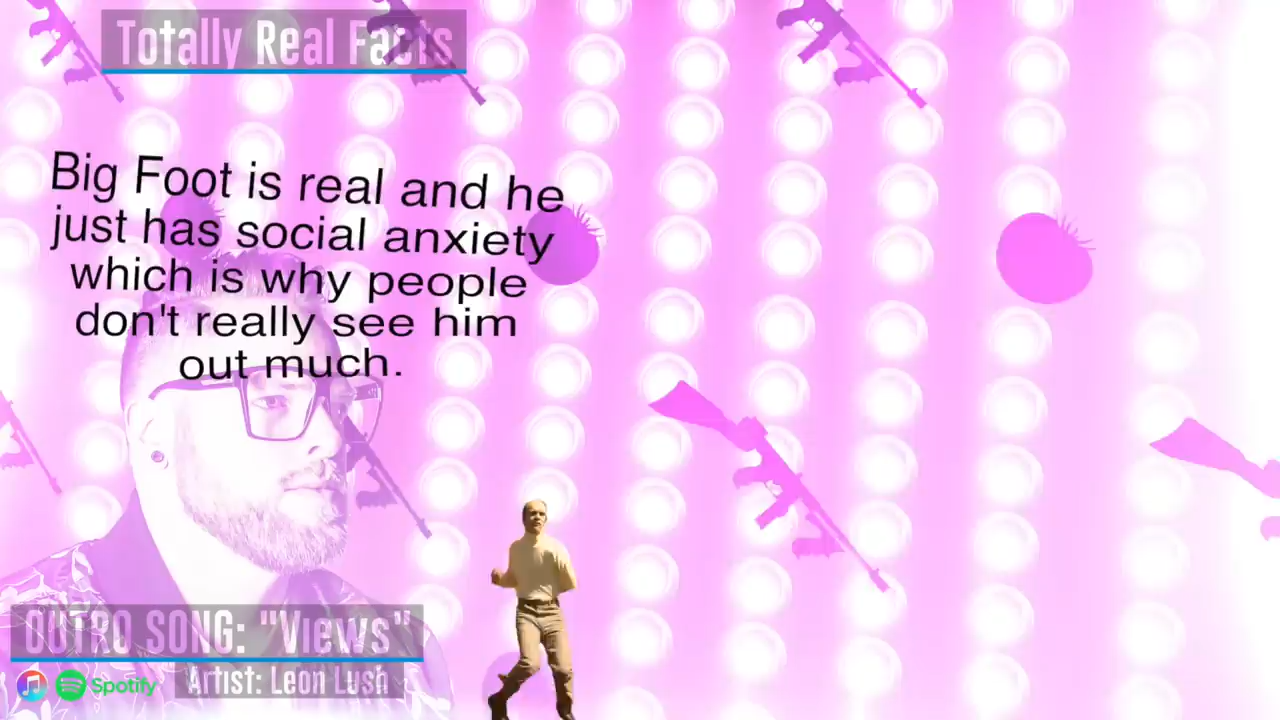 Totally Real Facts
Big Foot is real and he
just has social anxiety
which is why people
don't really see him
out much.
OUTRO SONG: "Views"
Artist: Leon Lush
Spotify